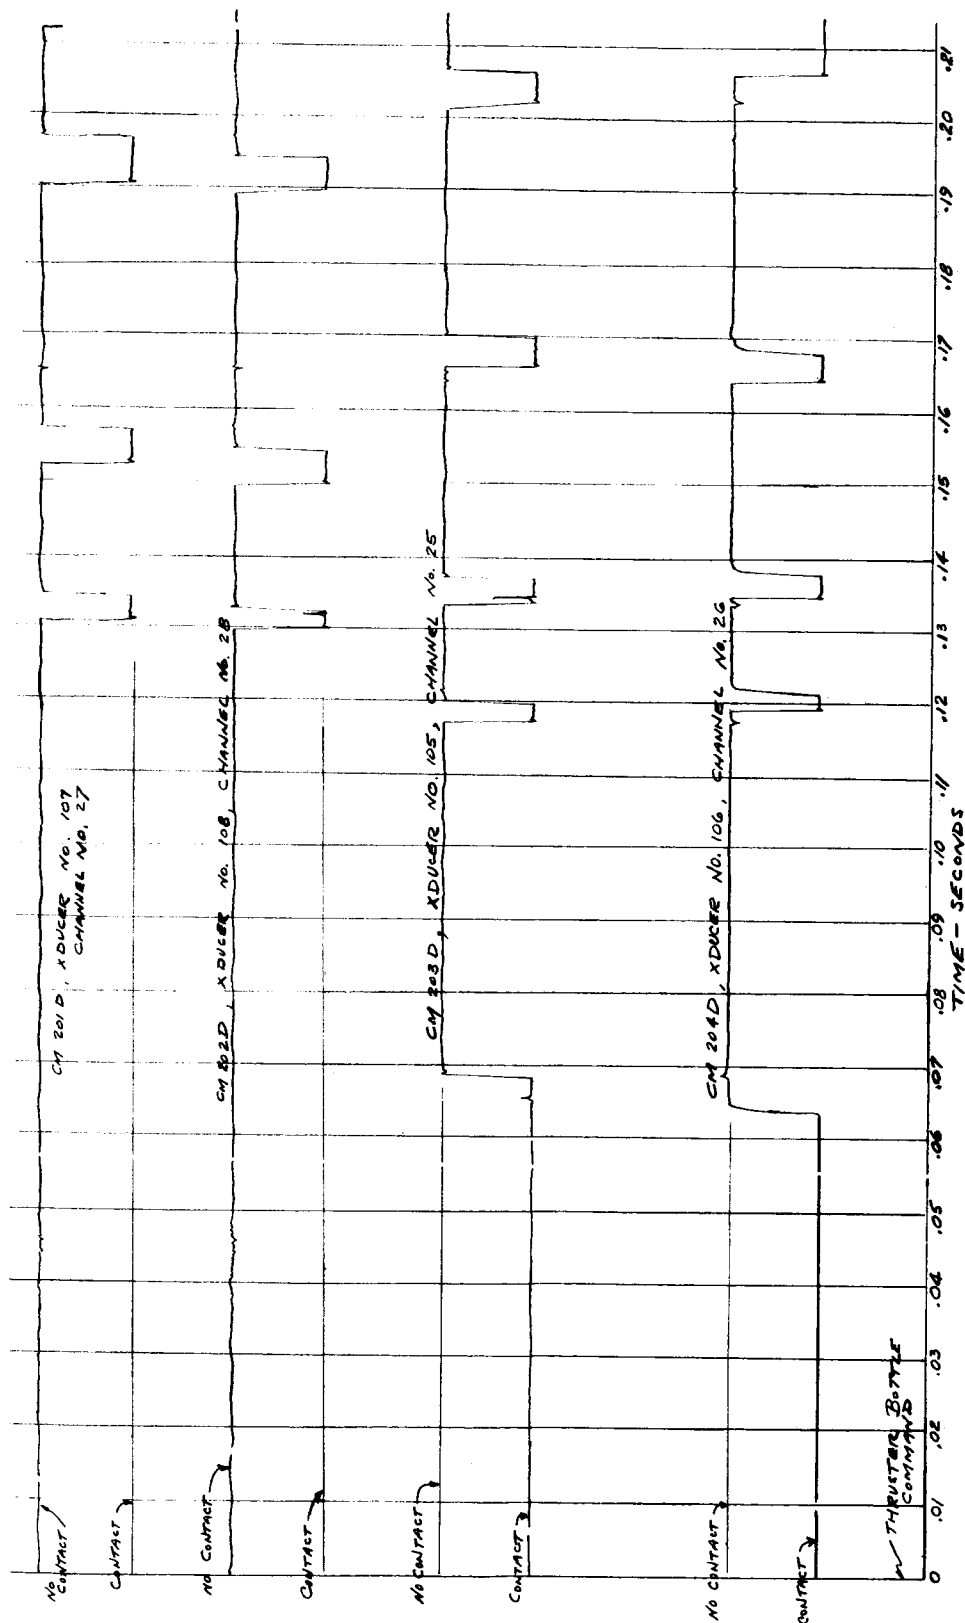 NO CONTACT
CONTACT
CM 201D, XDUCER NO. 107
CHANNEL NO. 27
NO CONTACT
CONTACT
CM 202D, XDUCER NO. 108, CHANNEL NO. 28
NO CONTACT
CONTACT
CM 203D, XDUCER NO. 105, CHANNEL NO. 25
NO CONTACT
CONTACT
CM 204D, XDUCER NO. 106, CHANNEL NO. 26
THRUSTER BOTTLE
COMMAND
0 .01 .02 .03 .04 .05 .06 .07 .08 .09 .10 .11 .12 .13 .14 .15 .16 .17 .18 .19 .20 .21
TIME - SECONDS